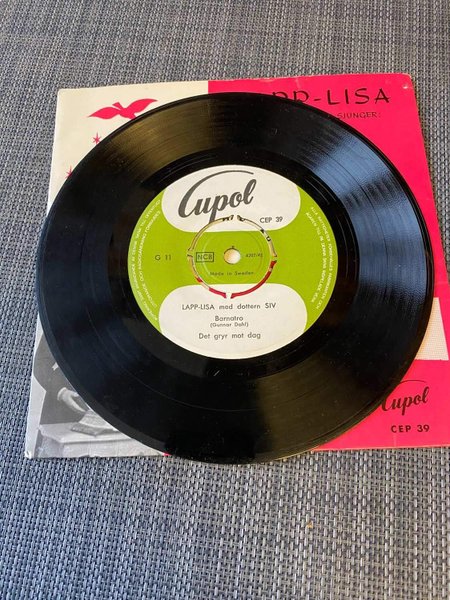 PP-LISA
SJUNGER:
Cupol
CEP 39
G 11
NCB
Made in Sweden
LAPP-LISA med dottern SIV
Barnatro
(Gunnar Dahl)
Det gryr mot dag
Cupol
CEP 39